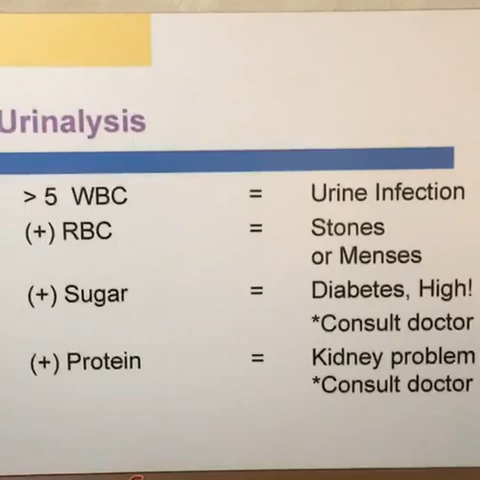 Urinalysis
> 5 WBC = Urine Infection
(+) RBC = Stones
or Menses
(+) Sugar = Diabetes, High!
*Consult doctor
(+) Protein = Kidney problem
*Consult doctor